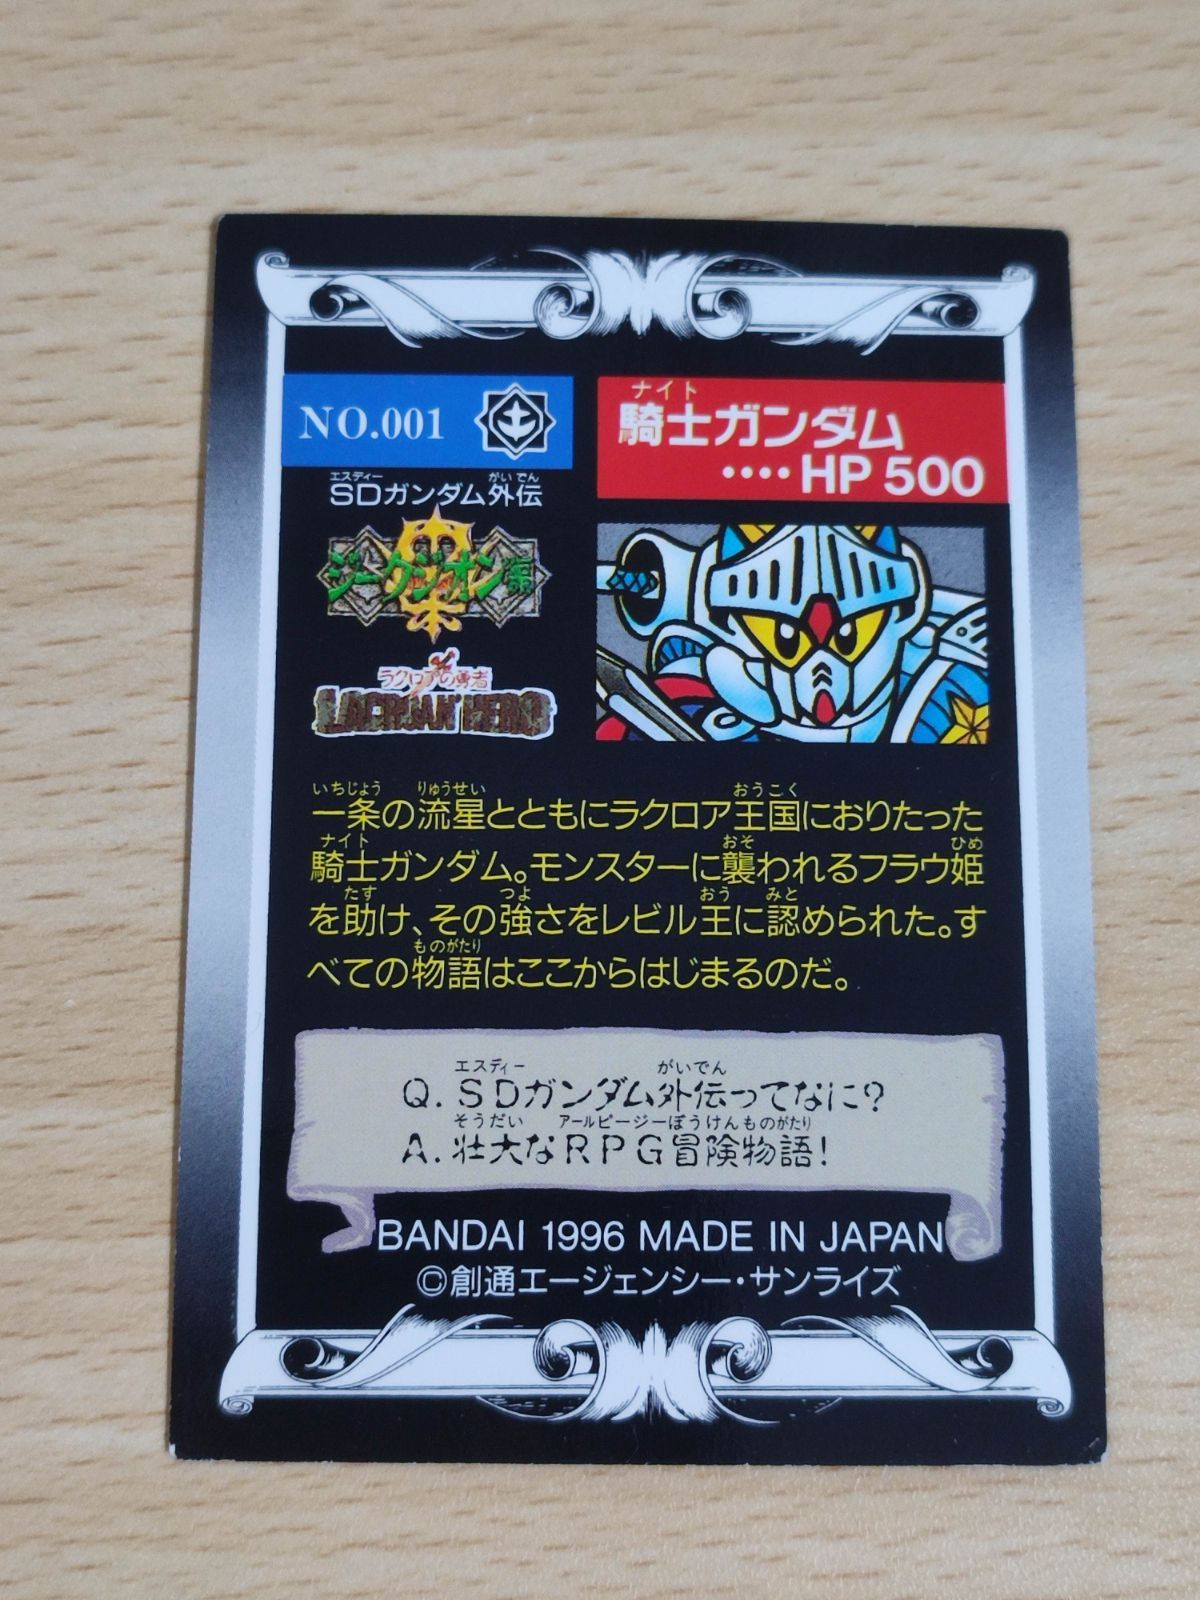 NO.001
ナイト
騎士ガンダム
‥‥HP 500
エスディー がいでん
SDガンダム外伝
ジークジオン編
ラクロアの勇者
LACROAN HERO
いちじょう りゅうせい おうこく
一条の流星とともにラクロア王国におりたった
ナイト おそ ひめ
騎士ガンダム。モンスターに襲われるフラウ姫
たす つよ おう みと
を助け、その強さをレビル王に認められた。す
ものがたり
べての物語はここからはじまるのだ。
エスディー がいでん
Q.SDガンダム外伝ってなに?
そうだい アールピージーぼうけんものがたり
A.壮大なRPG冒険物語!
BANDAI 1996 MADE IN JAPAN
©創通エージェンシー・サンライズ